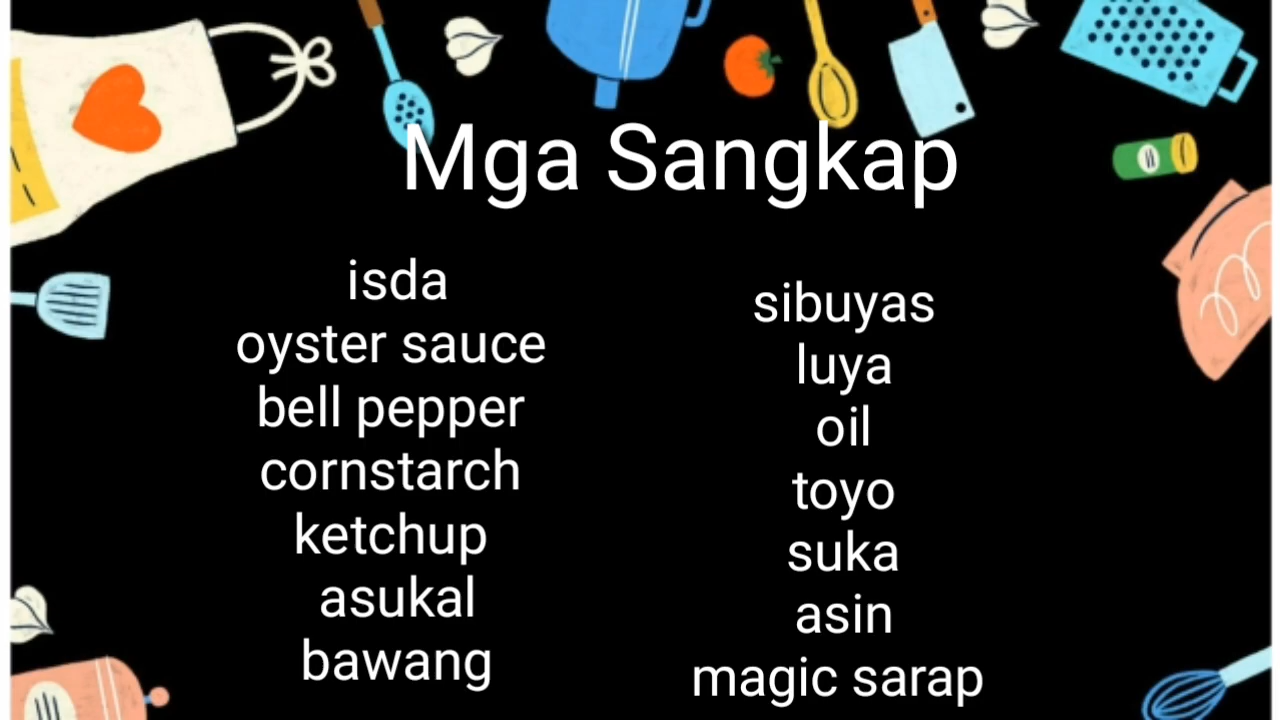 Mga Sangkap
isda
oyster sauce
bell pepper
cornstarch
ketchup
asukal
bawang
sibuyas
luya
oil
toyo
suka
asin
magic sarap